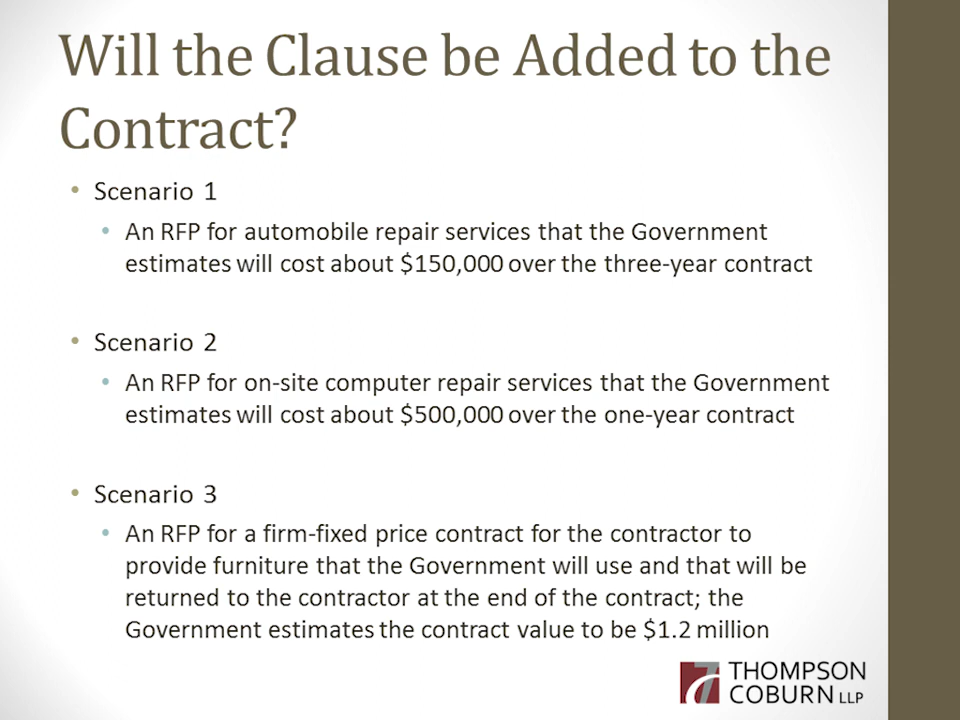 Will the Clause be Added to the
Contract?
• Scenario 1
• An RFP for automobile repair services that the Government
estimates will cost about $150,000 over the three-year contract
• Scenario 2
• An RFP for on-site computer repair services that the Government
estimates will cost about $500,000 over the one-year contract
• Scenario 3
• An RFP for a firm-fixed price contract for the contractor to
provide furniture that the Government will use and that will be
returned to the contractor at the end of the contract; the
Government estimates the contract value to be $1.2 million
THOMPSON
COBURN LLP